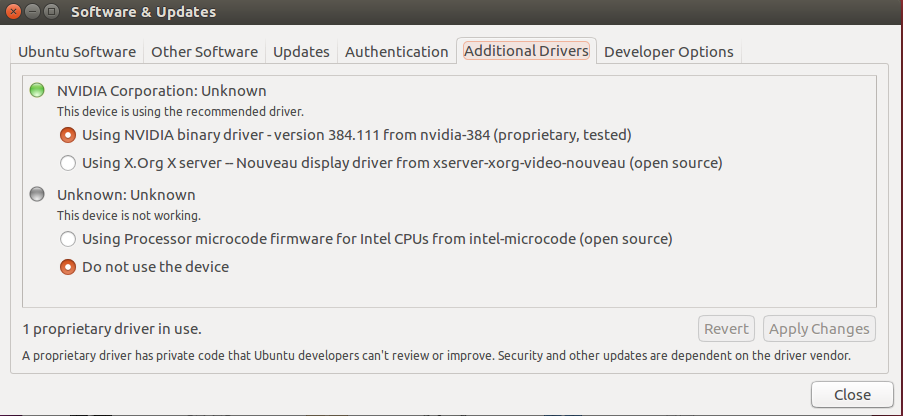 Software & Updates
Ubuntu Software Other Software Updates Authentication Additional Drivers Developer Options
NVIDIA Corporation: Unknown
This device is using the recommended driver.
Using NVIDIA binary driver - version 384.111 from nvidia-384 (proprietary, tested)
Using X.Org X server -- Nouveau display driver from xserver-xorg-video-nouveau (open source)
Unknown: Unknown
This device is not working.
Using Processor microcode firmware for Intel CPUs from intel-microcode (open source)
Do not use the device
1 proprietary driver in use.
Revert Apply Changes
A proprietary driver has private code that Ubuntu developers can't review or improve. Security and other updates are dependent on the driver vendor.
Close